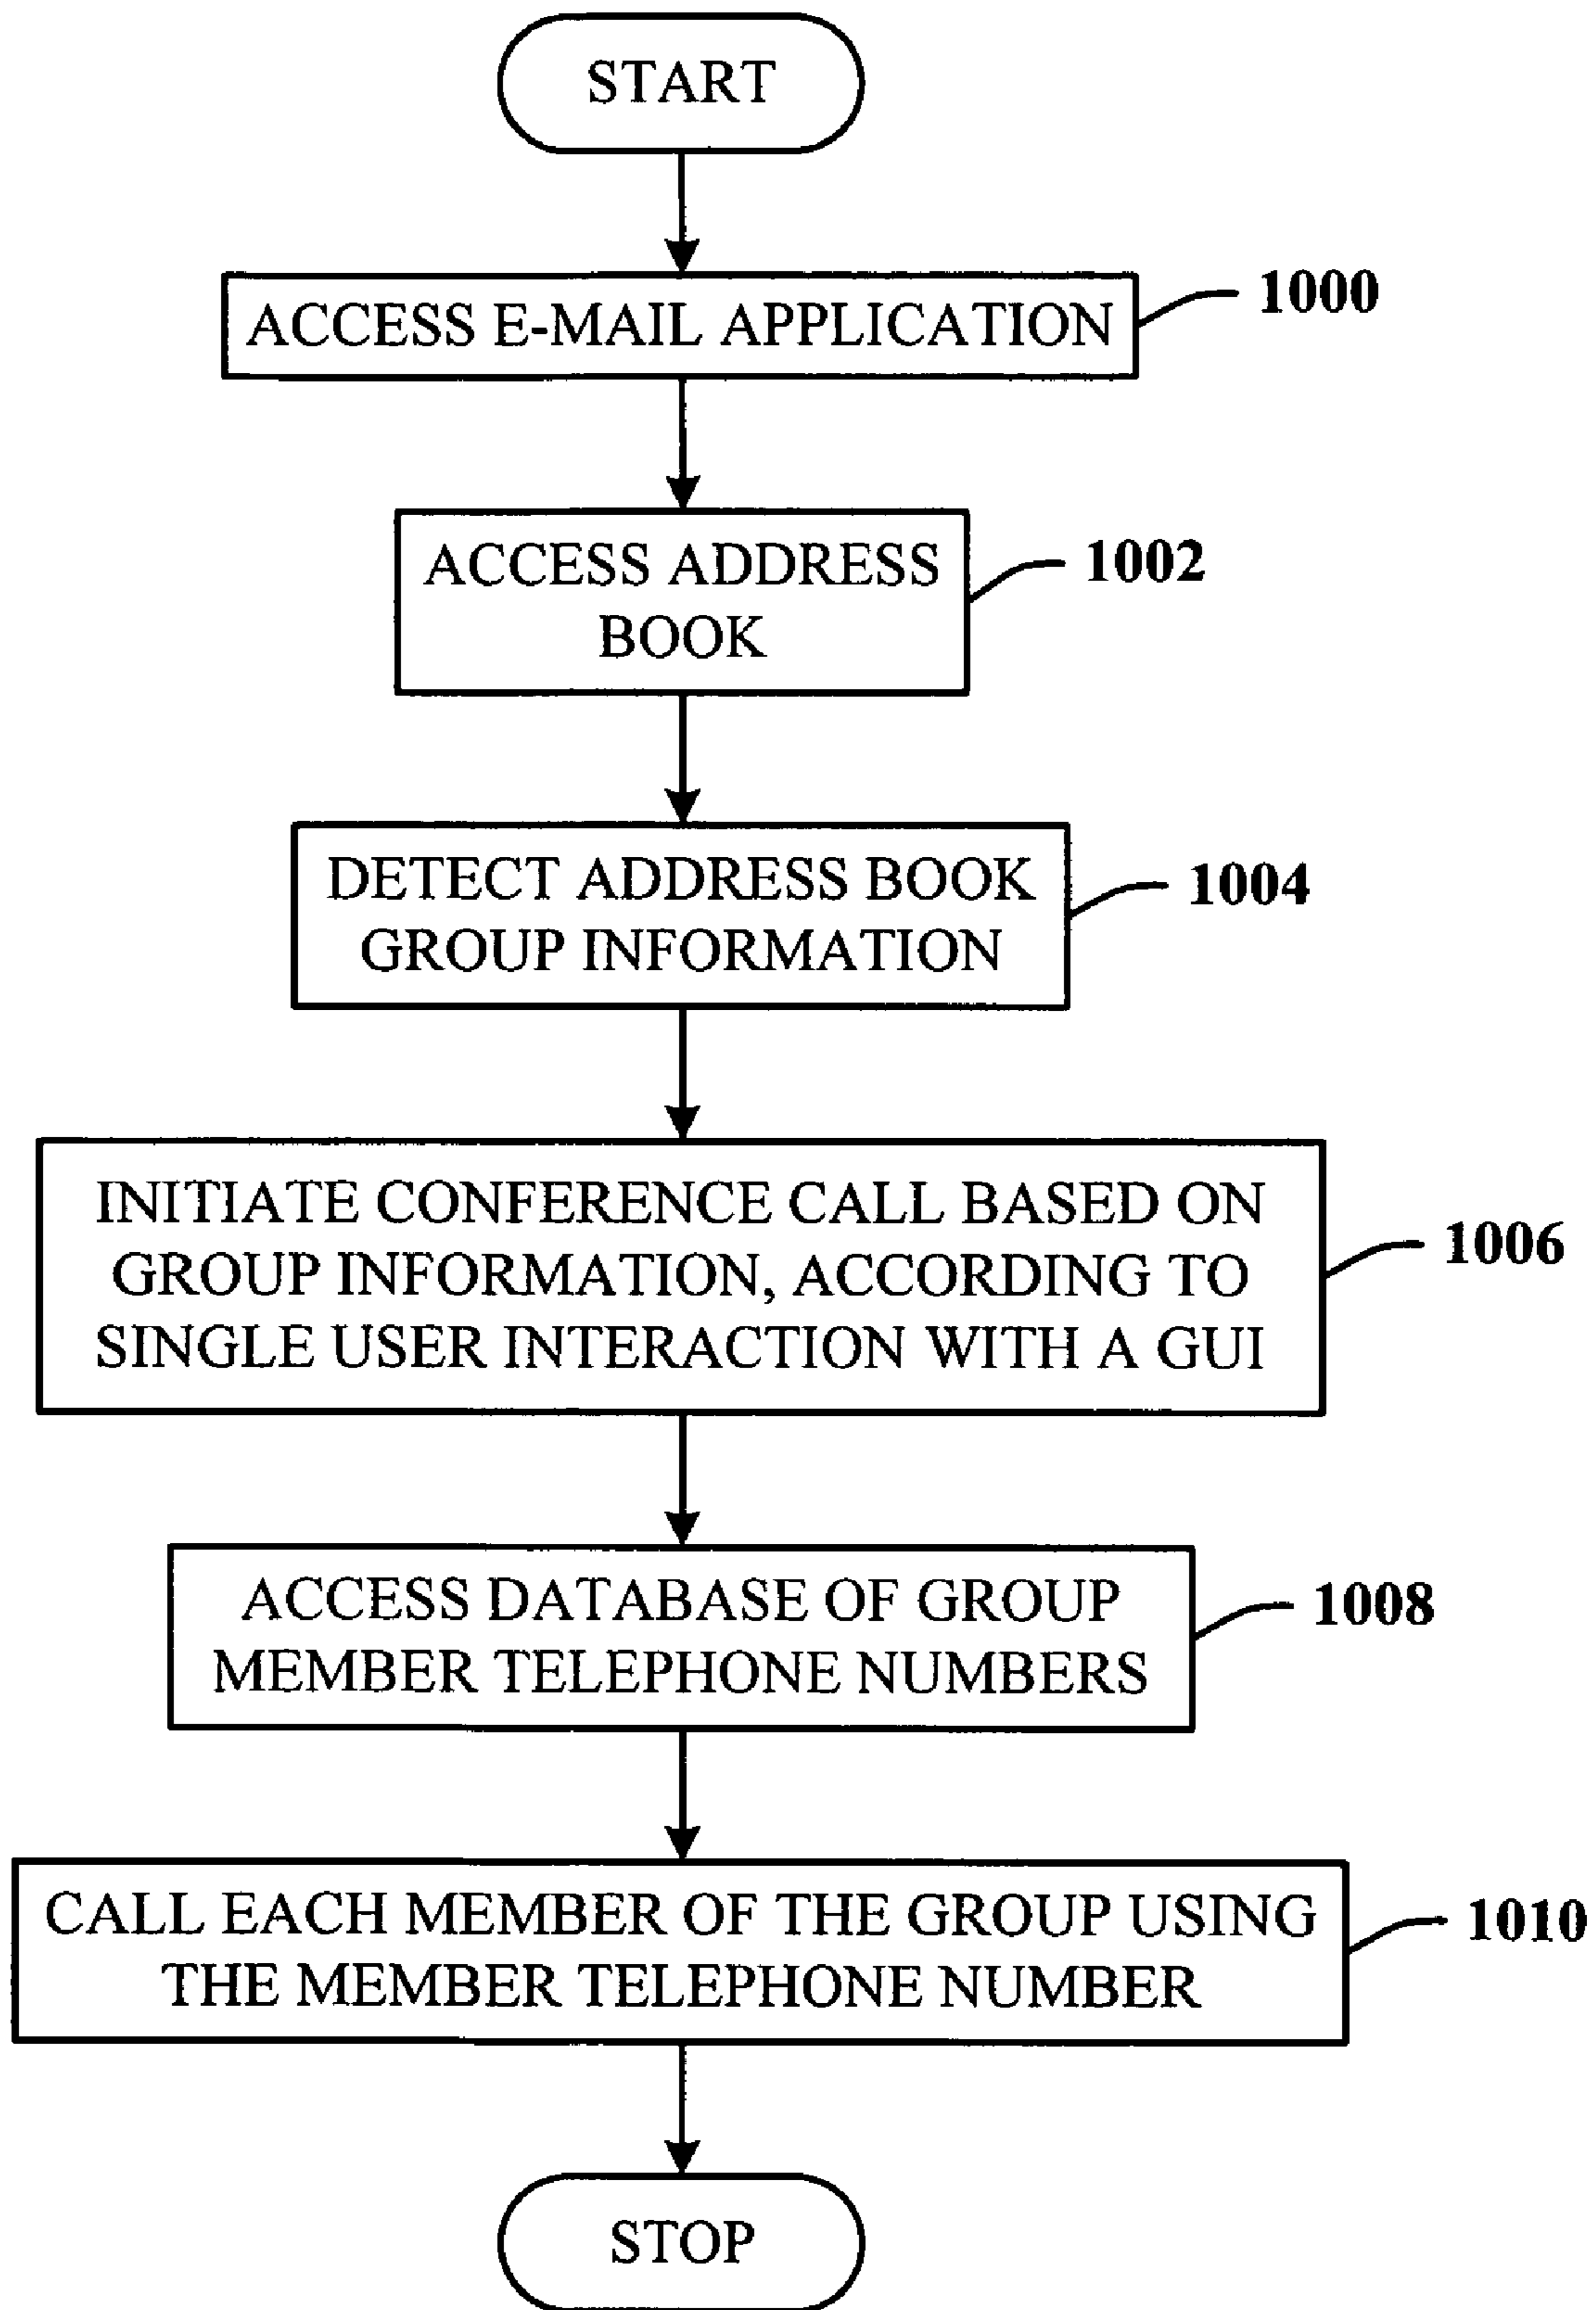 START
ACCESS E-MAIL APPLICATION
1000
ACCESS ADDRESS
BOOK
1002
DETECT ADDRESS BOOK
GROUP INFORMATION
1004
INITIATE CONFERENCE CALL BASED ON
GROUP INFORMATION, ACCORDING TO
SINGLE USER INTERACTION WITH A GUI
1006
ACCESS DATABASE OF GROUP
MEMBER TELEPHONE NUMBERS
1008
CALL EACH MEMBER OF THE GROUP USING
THE MEMBER TELEPHONE NUMBER
1010
STOP